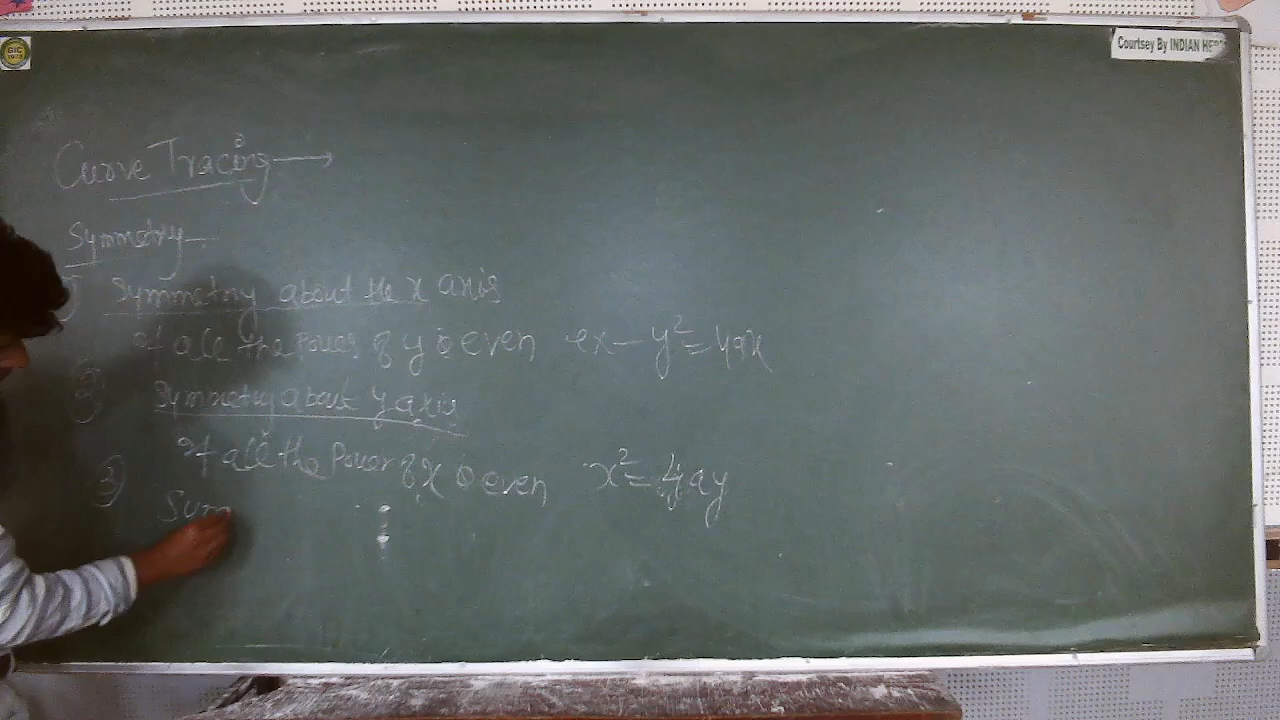 Courtsey By INDIAN HE
Curve Tracing →
Symmetry -
1) Symmetry about the x axis
If all the Power of y is even ex - y² = 4ax
2) Symmetry about y axis
If all the Power of x is even x² = 4ay
3) Sym